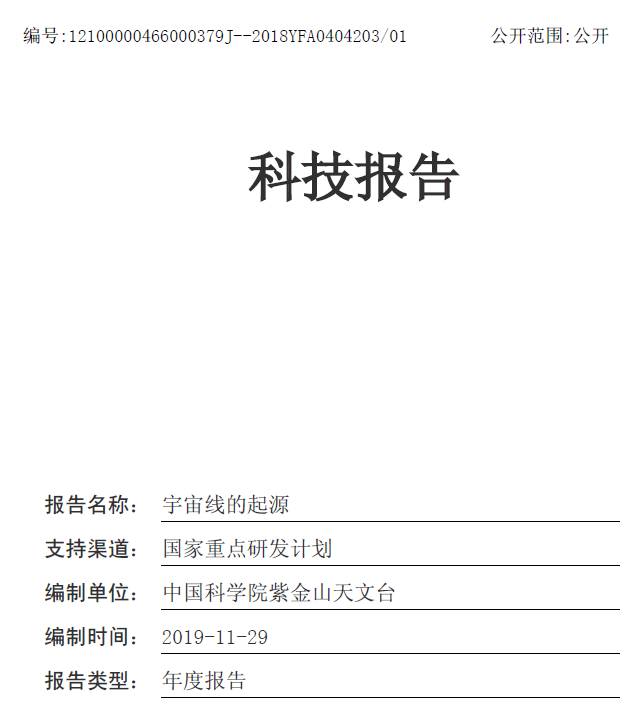 编号:12100000466000379J--2018YFA0404203/01 公开范围:公开
科技报告
报告名称: 宇宙线的起源
支持渠道: 国家重点研发计划
编制单位: 中国科学院紫金山天文台
编制时间: 2019-11-29
报告类型: 年度报告